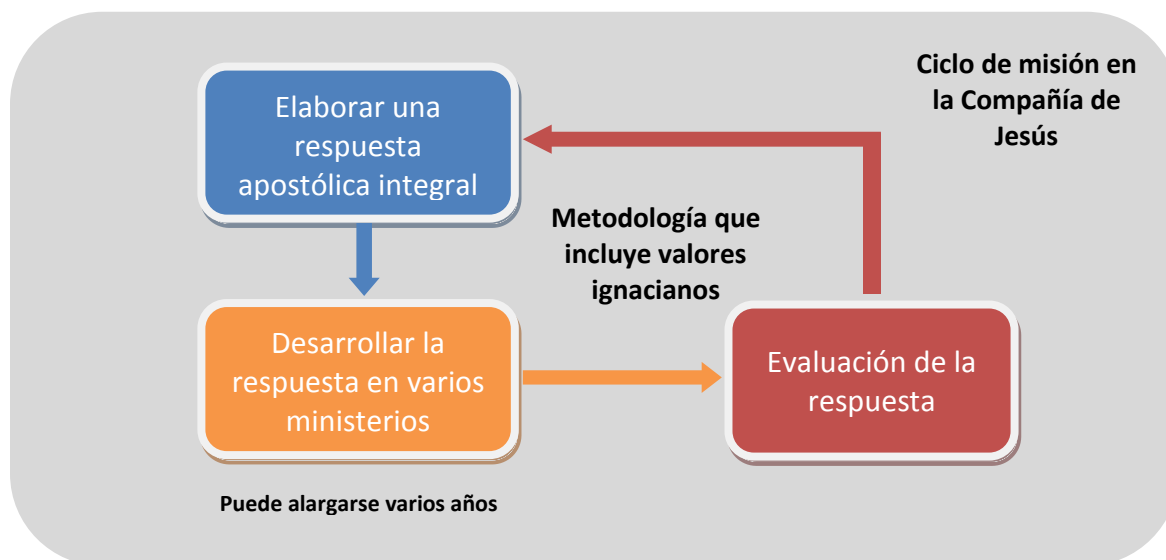 Ciclo de misión en
la Compañía de
Jesús
Elaborar una
respuesta
apostólica integral
Metodología que
incluye valores
ignacianos
Desarrollar la
respuesta en varios
ministerios
Evaluación de la
respuesta
Puede alargarse varios años